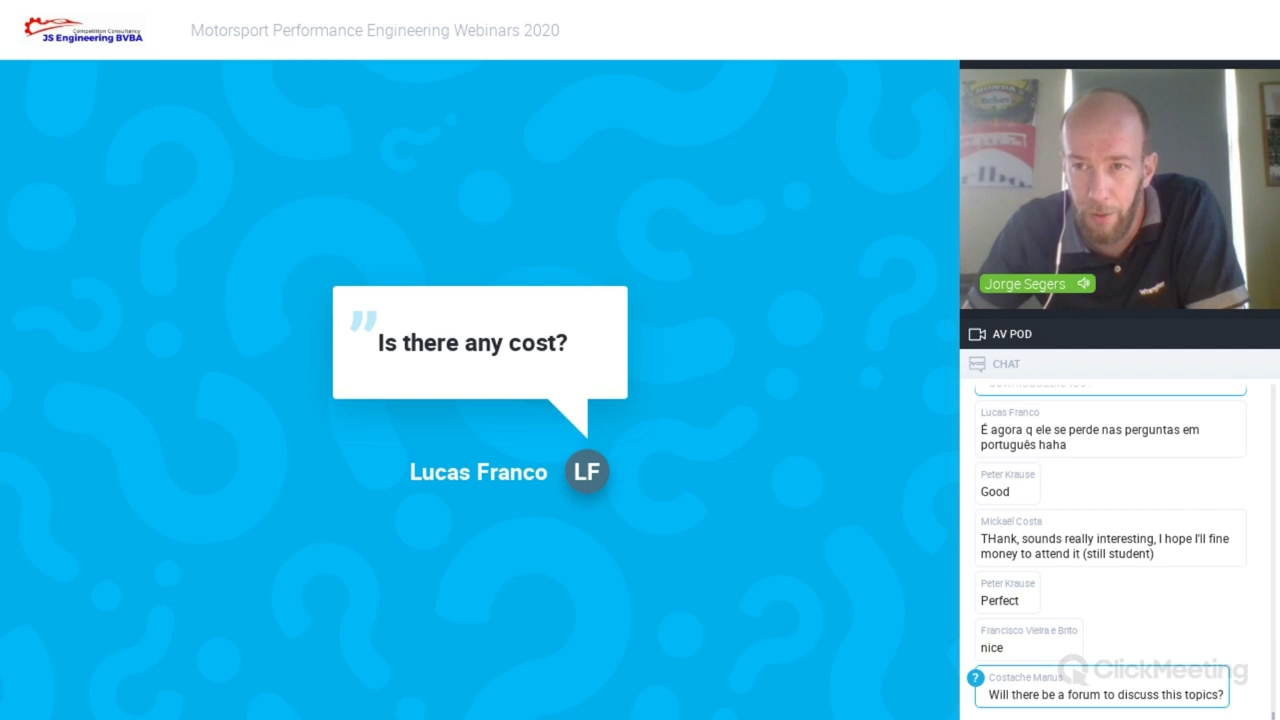 Competition Consultancy
JS Engineering BVBA
Motorsport Performance Engineering Webinars 2020
Is there any cost?
Lucas Franco
LF
HONDA
Jorge Segers
AV POD
CHAT
Lucas Franco
É agora q ele se perde nas perguntas em
português haha
Peter Krause
Good
Mickaël Costa
THank, sounds really interesting, I hope I'll fine
money to attend it (still student)
Peter Krause
Perfect
Francisco Vieira e Brito
nice
?
Costache Marius
Will there be a forum to discuss this topics?
ClickMeeting